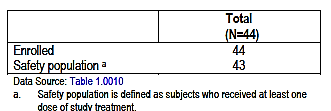 Total
(N=44)
Enrolled 44
Safety population a 43
Data Source: Table 1.0010
a. Safety population is defined as subjects who received at least one
dose of study treatment.